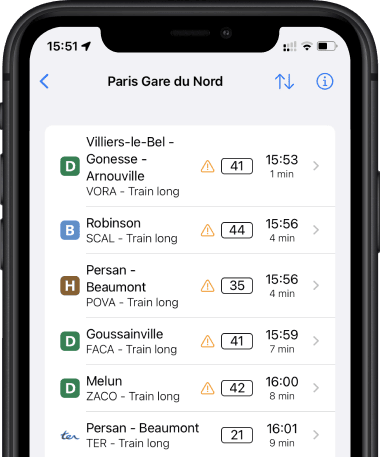 15:51
Paris Gare du Nord
D
Villiers-le-Bel -
Gonesse -
Arnouville
VORA - Train long
41
15:53
1 min
B
Robinson
SCAL - Train long
44
15:56
4 min
H
Persan -
Beaumont
POVA - Train long
35
15:56
4 min
D
Goussainville
FACA - Train long
41
15:59
7 min
D
Melun
ZACO - Train long
42
16:00
8 min
ter
Persan - Beaumont
TER - Train long
21
16:01
9 min